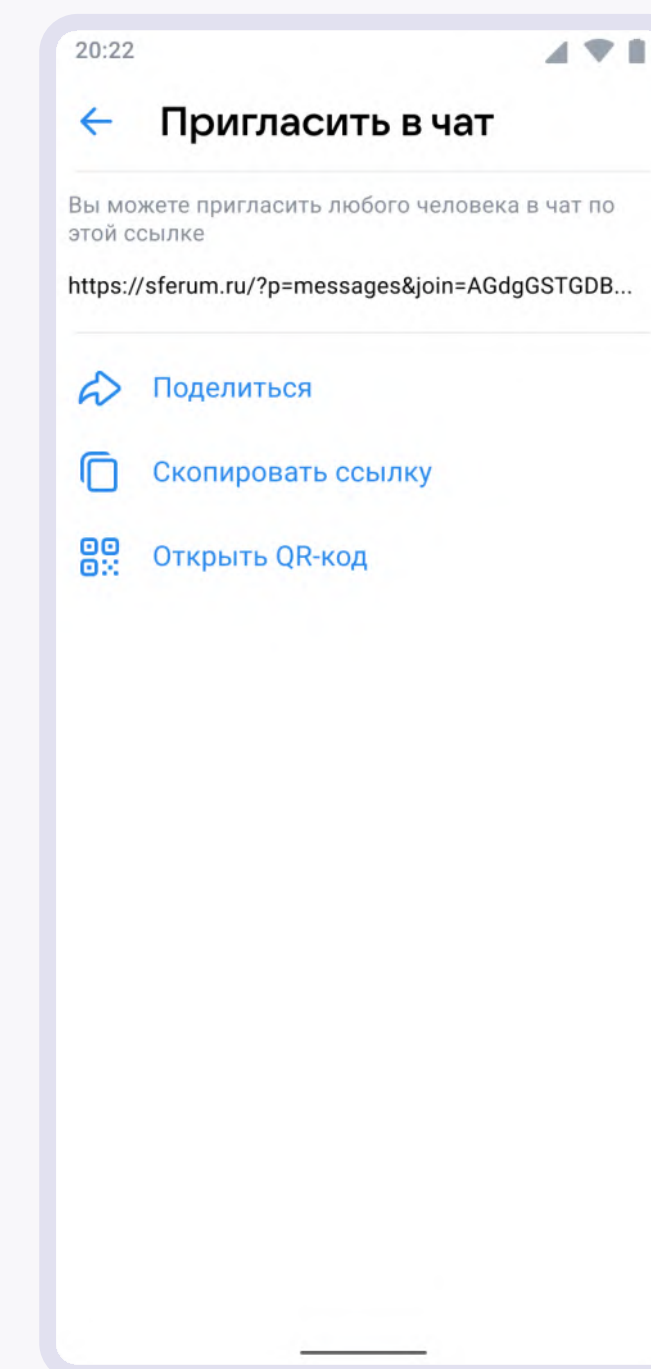 20:22
Пригласить в чат
Вы можете пригласить любого человека в чат по
этой ссылке
https://sferum.ru/?p=messages&join=AGdgGSTGDB...
Поделиться
Скопировать ссылку
Открыть QR-код